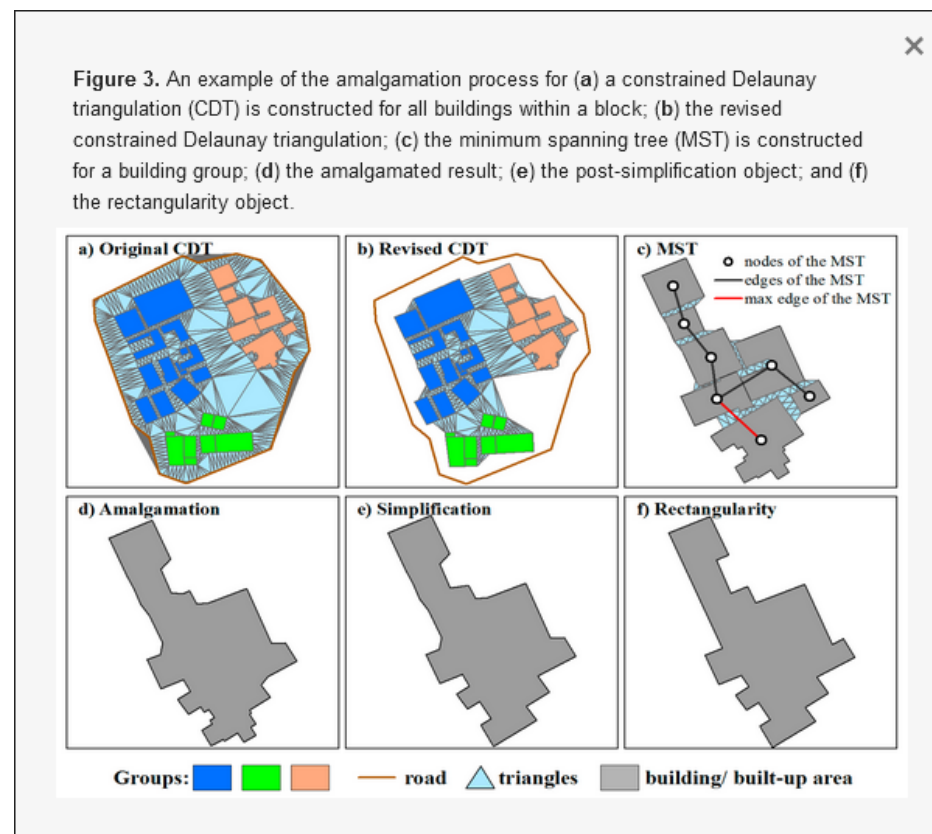 Figure 3. An example of the amalgamation process for (a) a constrained Delaunay
triangulation (CDT) is constructed for all buildings within a block; (b) the revised
constrained Delaunay triangulation; (c) the minimum spanning tree (MST) is constructed
for a building group; (d) the amalgamated result; (e) the post-simplification object; and (f)
the rectangularity object.
a) Original CDT
b) Revised CDT
c) MST
nodes of the MST
edges of the MST
max edge of the MST
d) Amalgamation
e) Simplification
f) Rectangularity
Groups:
road
triangles
building/ built-up area